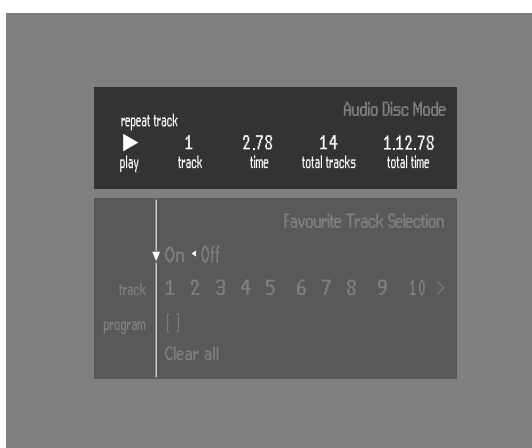 Audio Disc Mode
repeat track
1 2.78 14 1.12.78
play track time total tracks total time
Favourite Track Selection
On Off
track 1 2 3 4 5 6 7 8 9 10 >
program [ ]
Clear all